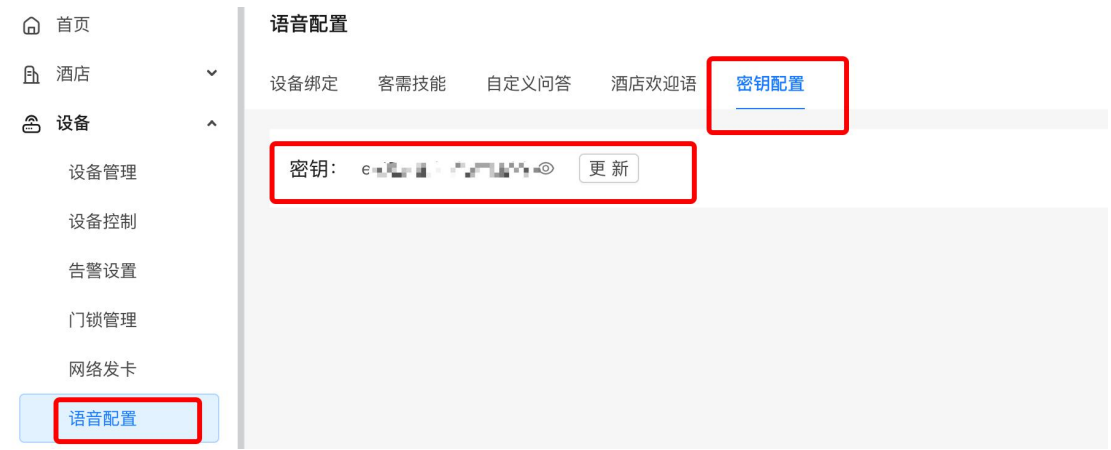 首页
酒店
设备
设备管理
设备控制
告警设置
门锁管理
网络发卡
语音配置
语音配置
设备绑定 客需技能 自定义问答 酒店欢迎语 密钥配置
密钥： e 更新